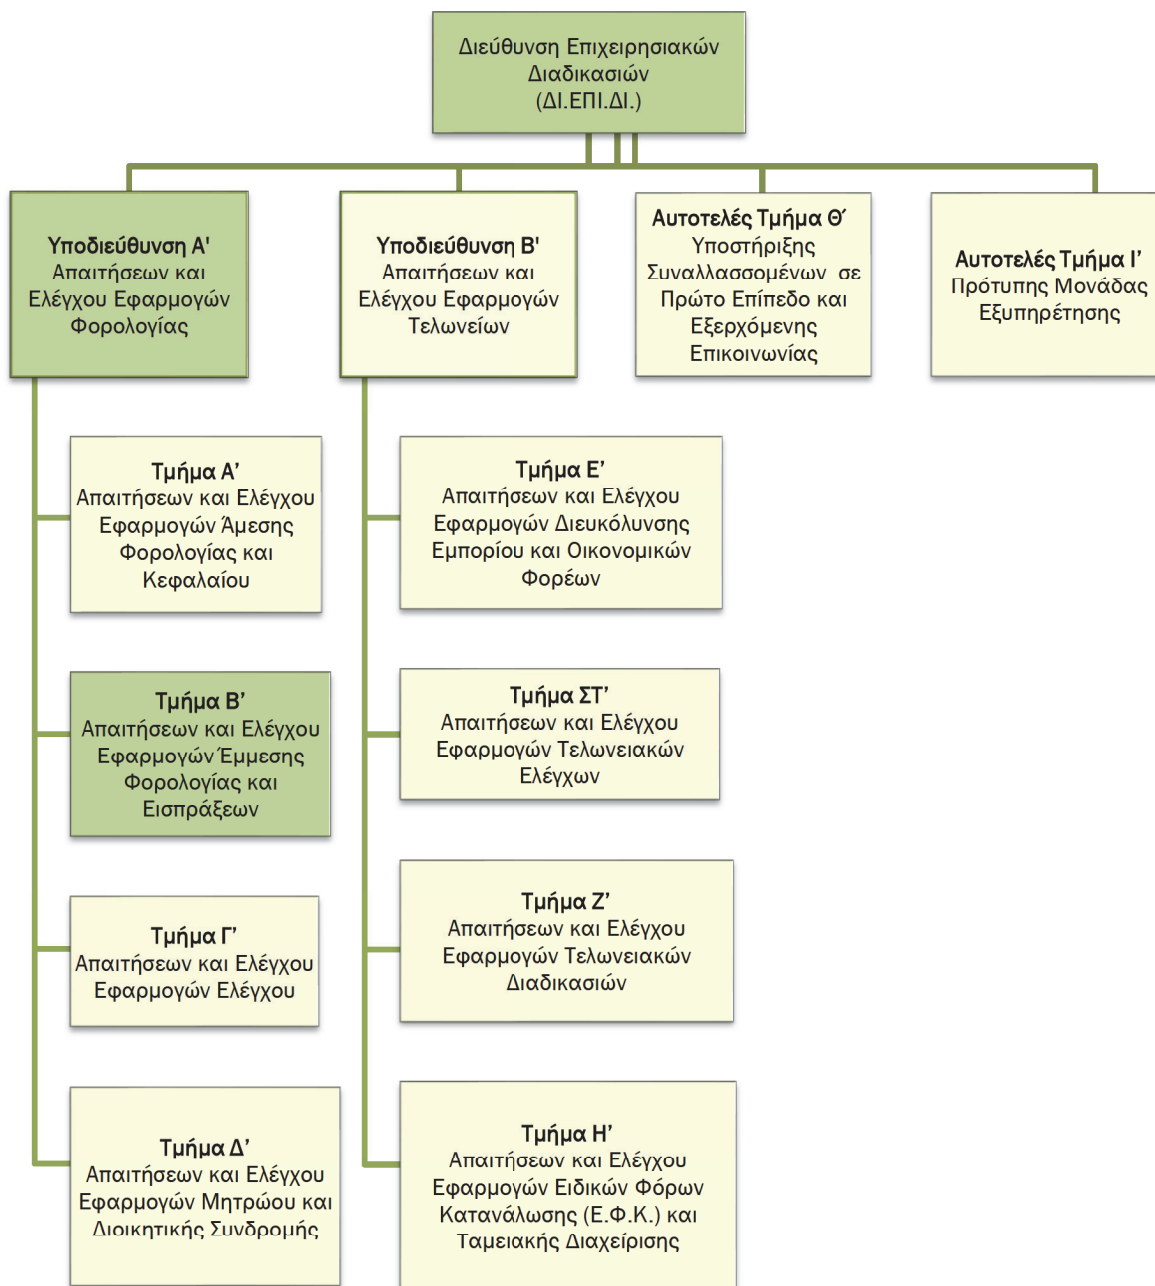 Διεύθυνση Επιχειρησιακών
Διαδικασιών
(ΔΙ.ΕΠΙ.ΔΙ.)
Υποδιεύθυνση Α'
Απαιτήσεων και
Ελέγχου Εφαρμογών
Φορολογίας
Υποδιεύθυνση Β'
Απαιτήσεων και
Ελέγχου Εφαρμογών
Τελωνείων
Αυτοτελές Τμήμα Θ΄
Υποστήριξης
Συναλλασσομένων σε
Πρώτο Επίπεδο και
Εξερχόμενης
Επικοινωνίας
Αυτοτελές Τμήμα Ι’
Πρότυπης Μονάδας
Εξυπηρέτησης
Τμήμα Α’
Απαιτήσεων και Ελέγχου
Εφαρμογών Άμεσης
Φορολογίας και
Κεφαλαίου
Τμήμα Β’
Απαιτήσεων και Ελέγχου
Εφαρμογών Έμμεσης
Φορολογίας και
Εισπράξεων
Τμήμα Γ’
Απαιτήσεων και Ελέγχου
Εφαρμογών Ελέγχου
Τμήμα Δ’
Απαιτήσεων και Ελέγχου
Εφαρμογών Μητρώου και
Διοικητικής Συνδρομής
Τμήμα Ε’
Απαιτήσεων και Ελέγχου
Εφαρμογών Διευκόλυνσης
Εμπορίου και Οικονομικών
Φορέων
Τμήμα ΣΤ’
Απαιτήσεων και Ελέγχου
Εφαρμογών Τελωνειακών
Ελέγχων
Τμήμα Ζ’
Απαιτήσεων και Ελέγχου
Εφαρμογών Τελωνειακών
Διαδικασιών
Τμήμα Η’
Απαιτήσεων και Ελέγχου
Εφαρμογών Ειδικών Φόρων
Κατανάλωσης (Ε.Φ.Κ.) και
Ταμειακής Διαχείρισης